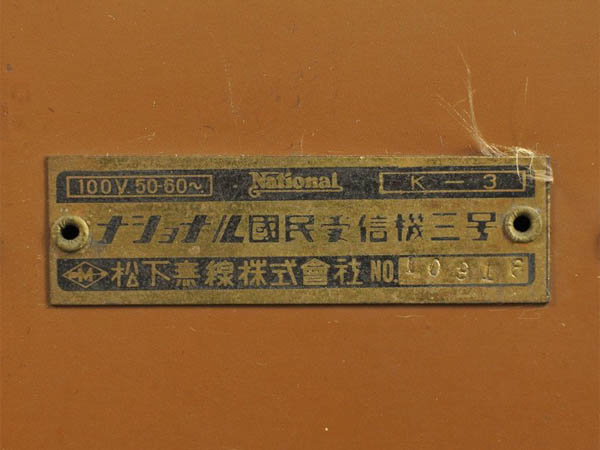 100V 50-60~ National K-3
ナショナル國民受信機三号
松下無線株式會社 NO.